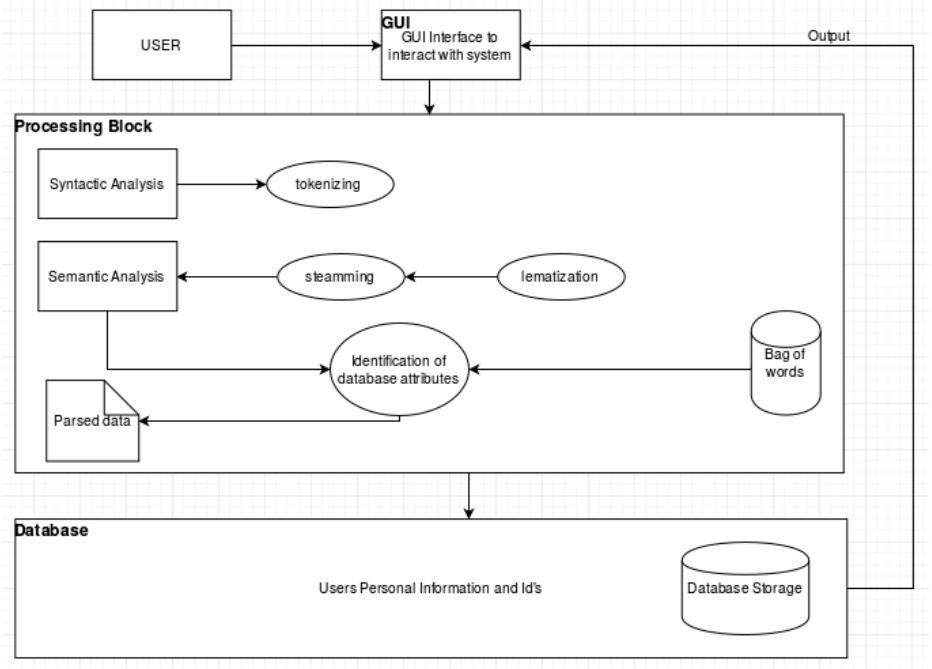 USER
GUI
GUI Interface to
interact with system
Output
Processing Block
Syntactic Analysis
tokenizing
Semantic Analysis
steamming
lematization
Identification of
database attributes
Bag of
words
Parsed data
Database
Users Personal Information and Id's
Database Storage